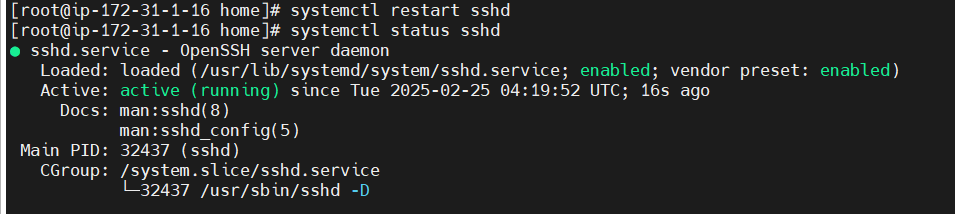 [root@ip-172-31-1-16 home]# systemctl restart sshd
[root@ip-172-31-1-16 home]# systemctl status sshd
● sshd.service - OpenSSH server daemon
   Loaded: loaded (/usr/lib/systemd/system/sshd.service; enabled; vendor preset: enabled)
   Active: active (running) since Tue 2025-02-25 04:19:52 UTC; 16s ago
     Docs: man:sshd(8)
           man:sshd_config(5)
 Main PID: 32437 (sshd)
   CGroup: /system.slice/sshd.service
           └─32437 /usr/sbin/sshd -D